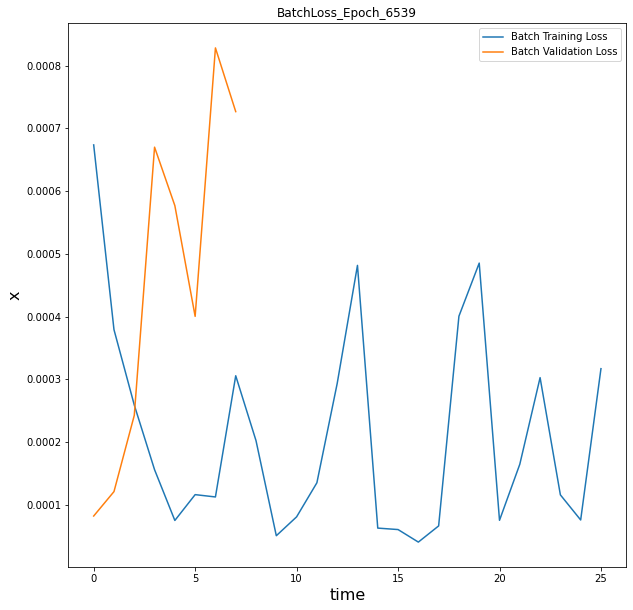 BatchLoss_Epoch_6539
Batch Training Loss
Batch Validation Loss
0.0008
0.0007
0.0006
0.0005
0.0004
0.0003
0.0002
0.0001
x
0 5 10 15 20 25
time